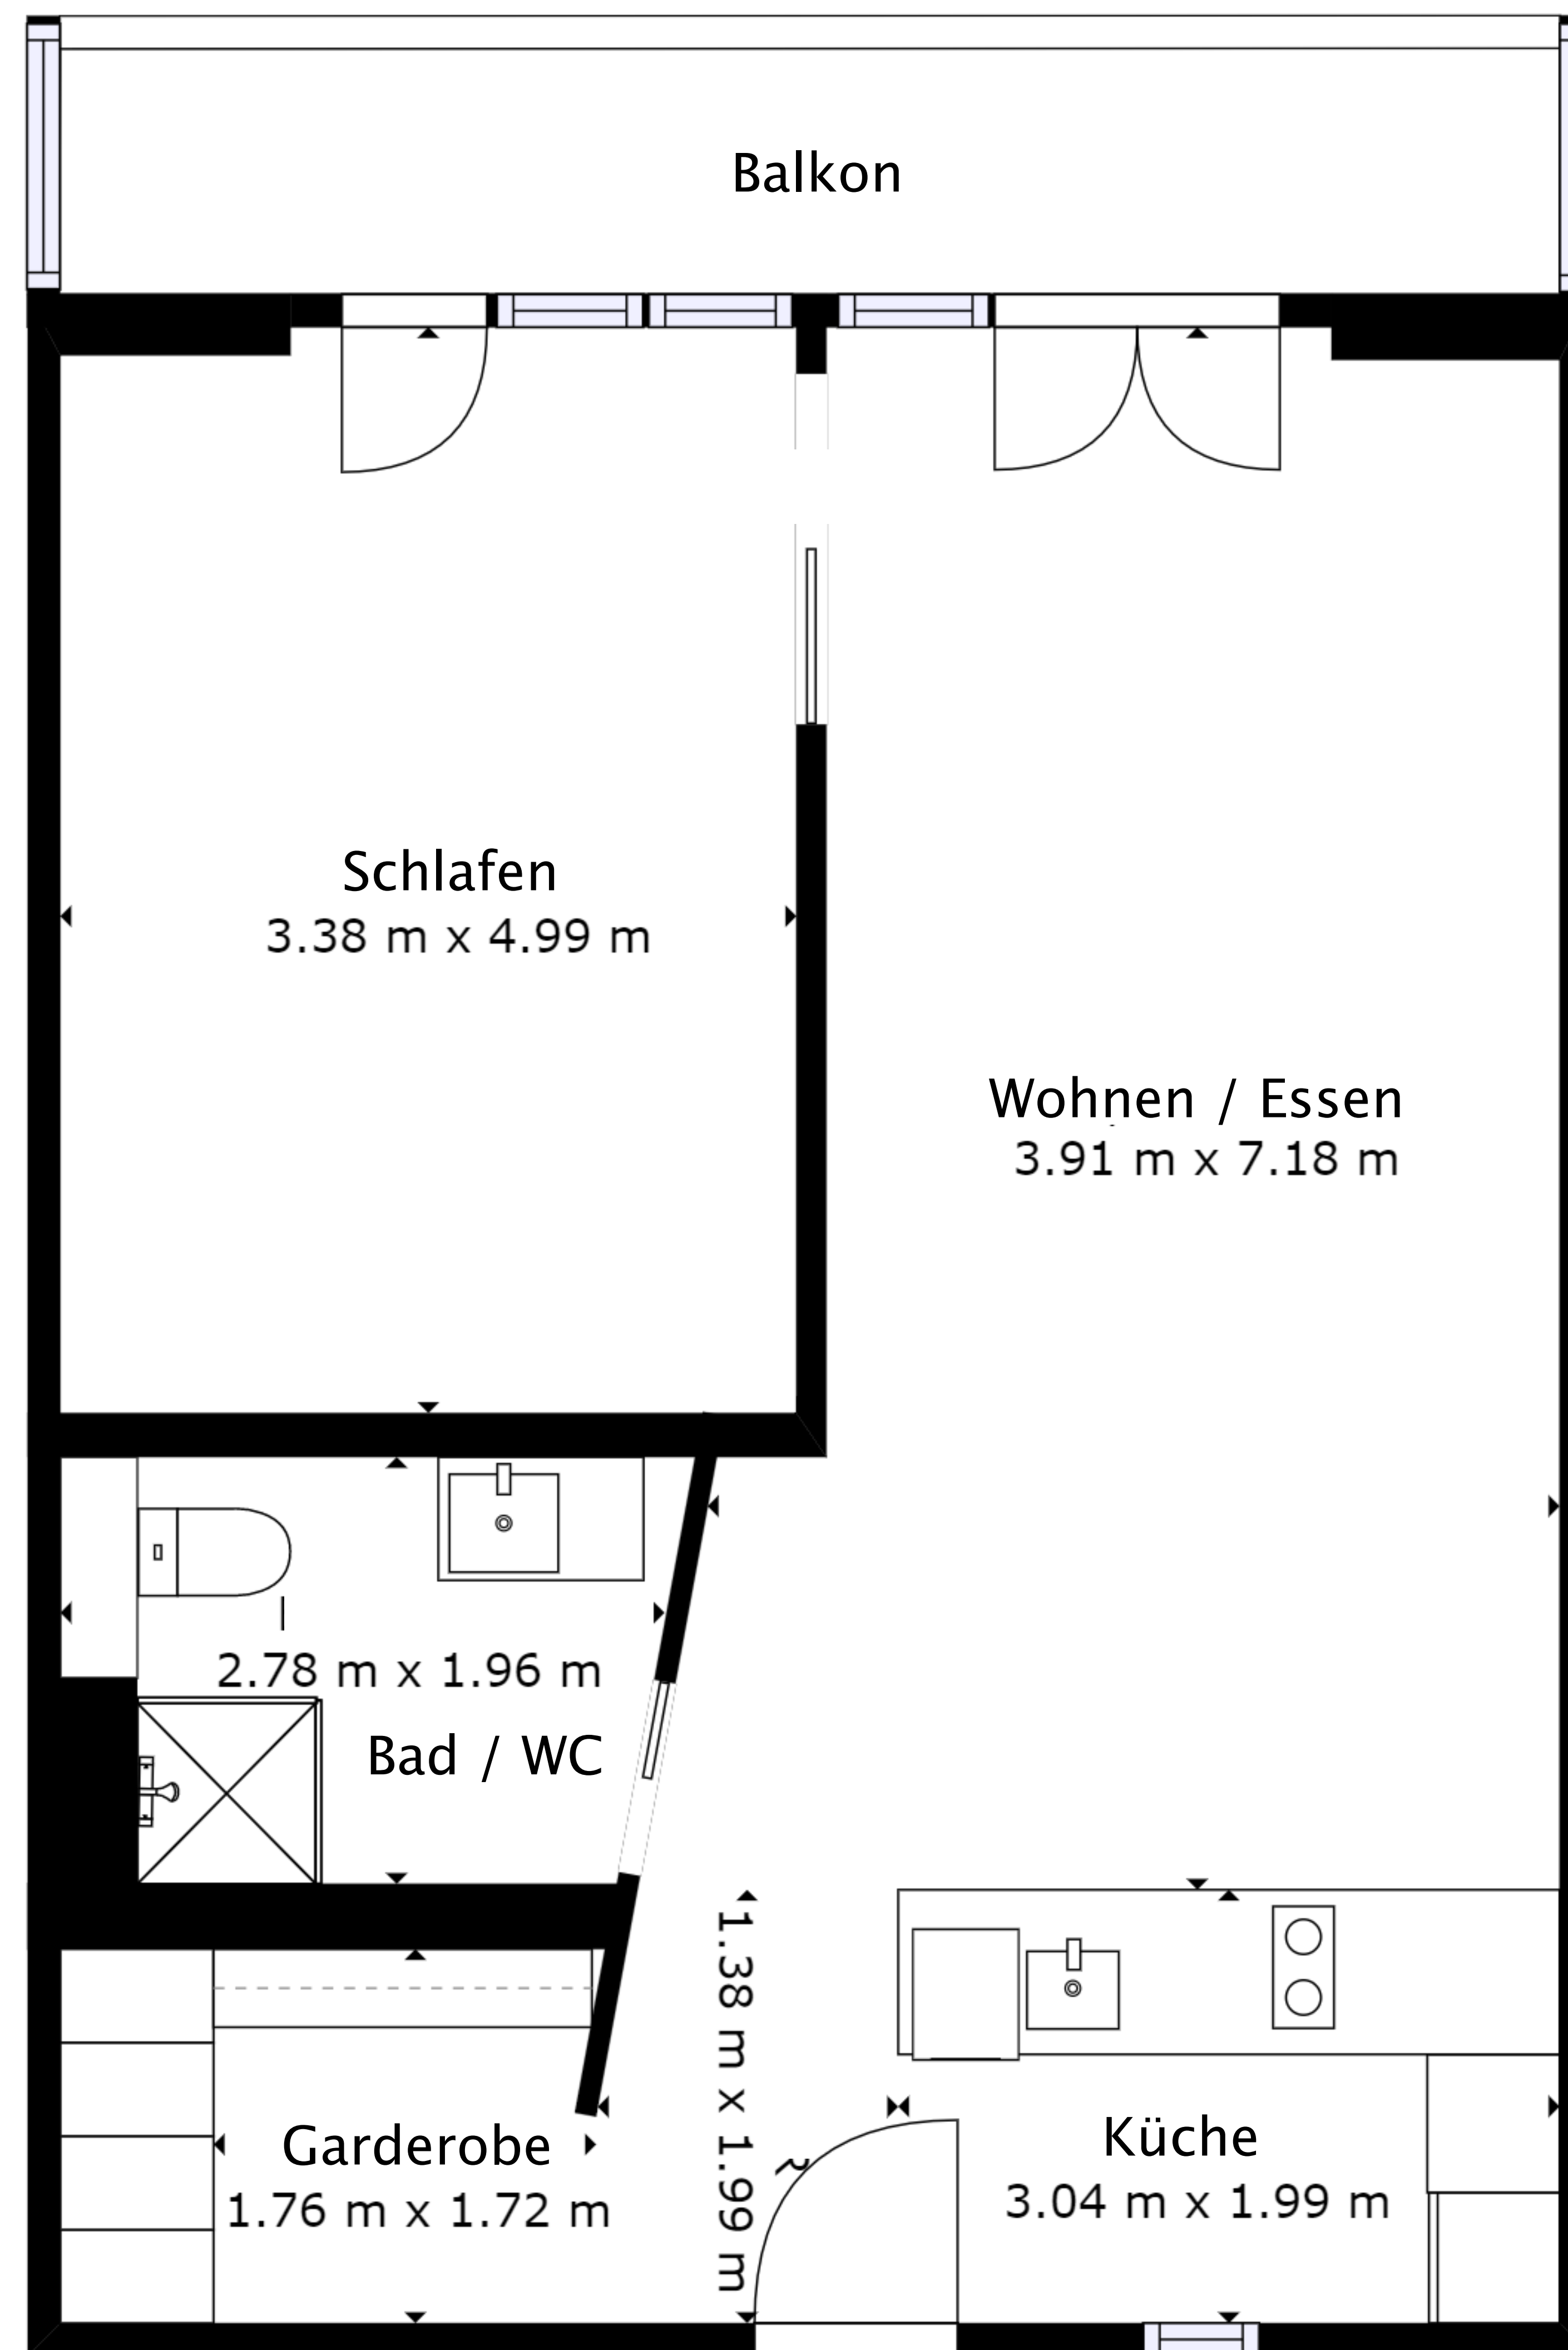 Balkon
Schlafen
3.38 m x 4.99 m
Wohnen / Essen
3.91 m x 7.18 m
2.78 m x 1.96 m
Bad / WC
1.38 m x 1.99 m
Garderobe
1.76 m x 1.72 m
Küche
3.04 m x 1.99 m